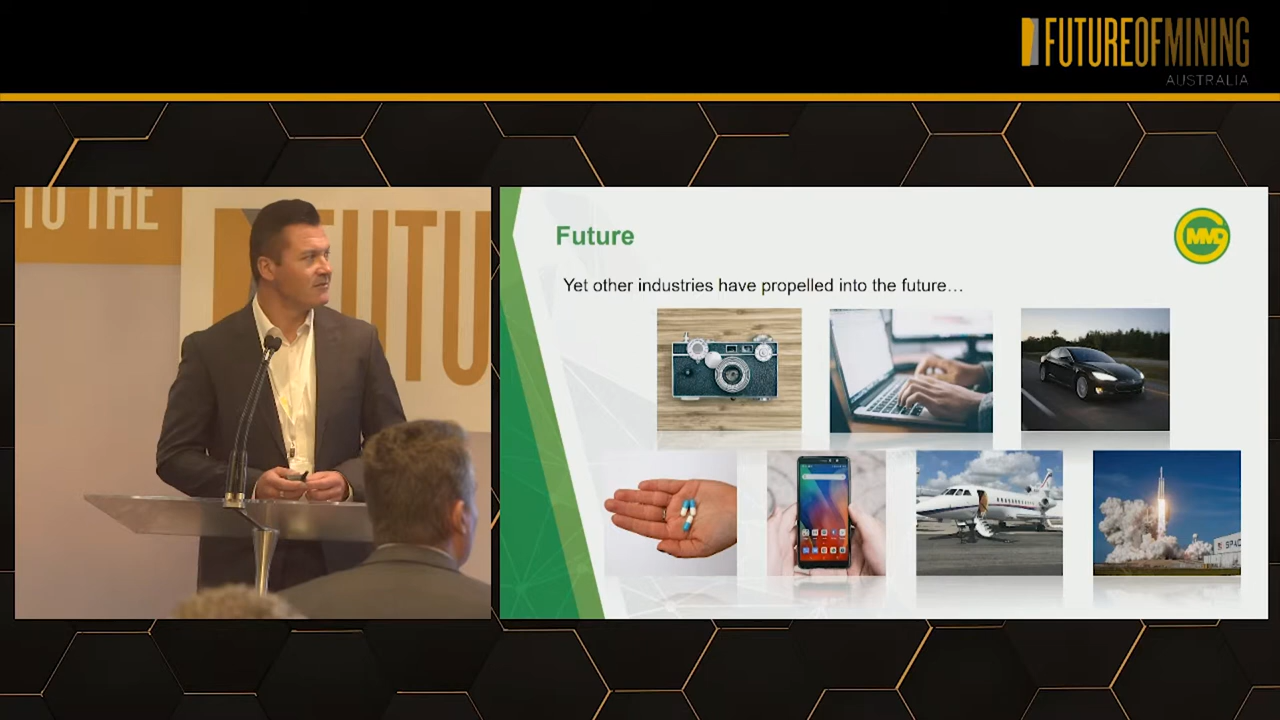 FUTUREOFMINING
AUSTRALIA
TO THE
FUTU
Future
MMD
Yet other industries have propelled into the future…
SPAC